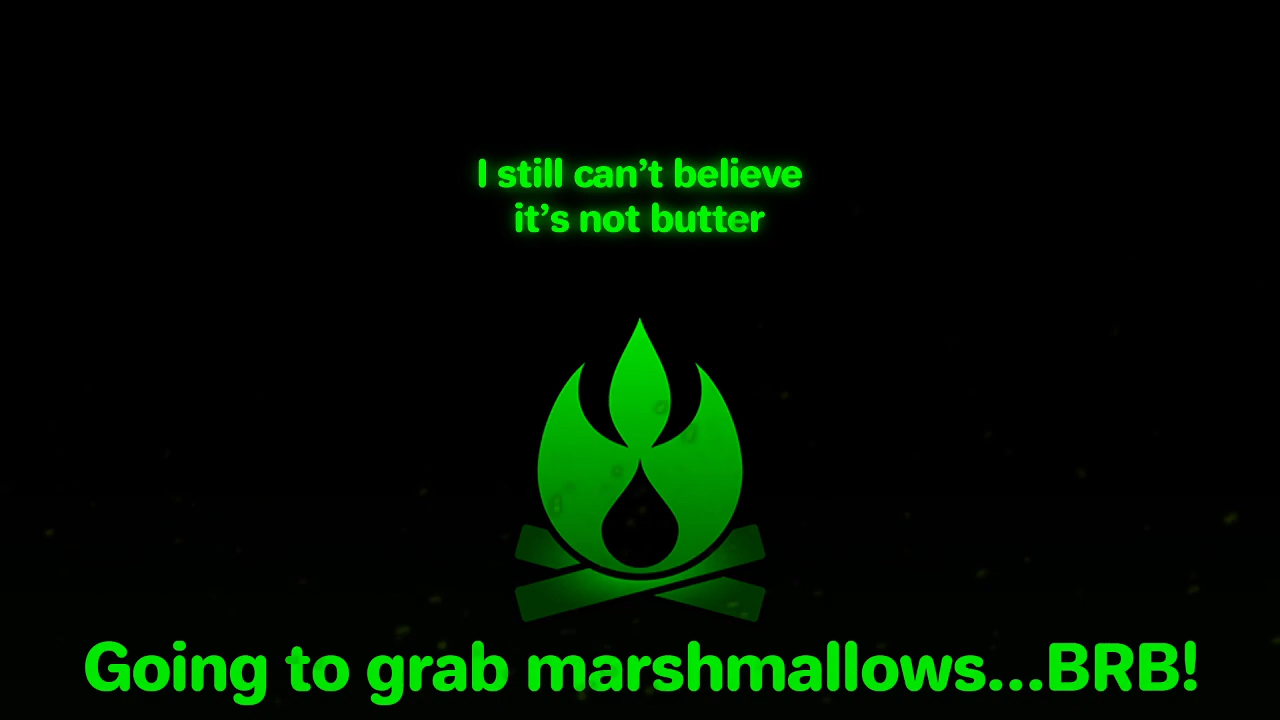 I still can’t believe
it’s not butter
Going to grab marshmallows...BRB!